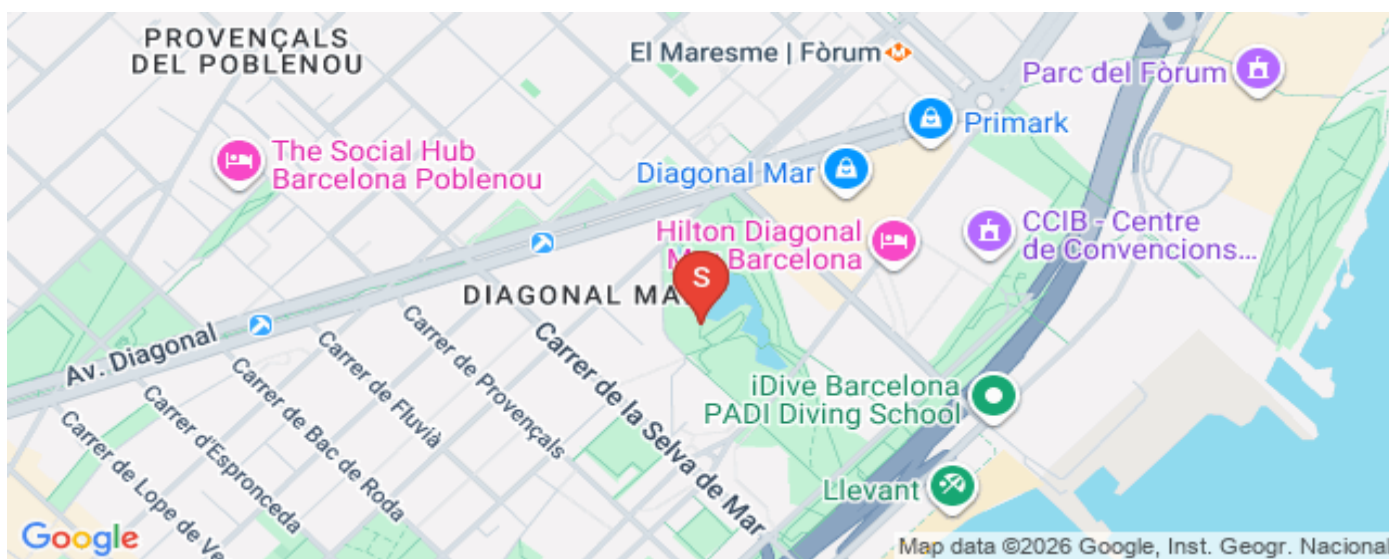 PROVENÇALS
DEL POBLENOU
El Maresme | Fòrum
Parc del Fòrum
Primark
The Social Hub
Barcelona Poblenou
Diagonal Mar
Hilton Diagonal
Mar Barcelona
CCIB - Centre
de Convencions...
S
DIAGONAL MAR
Av. Diagonal
Carrer de Provençals
Carrer de la Selva de Mar
Carrer de Fluvià
Carrer de Bac de Roda
Carrer d'Espronceda
Carrer de Lope de Ve
iDive Barcelona
PADI Diving School
Llevant
Google
Map data ©2026 Google, Inst. Geogr. Nacional